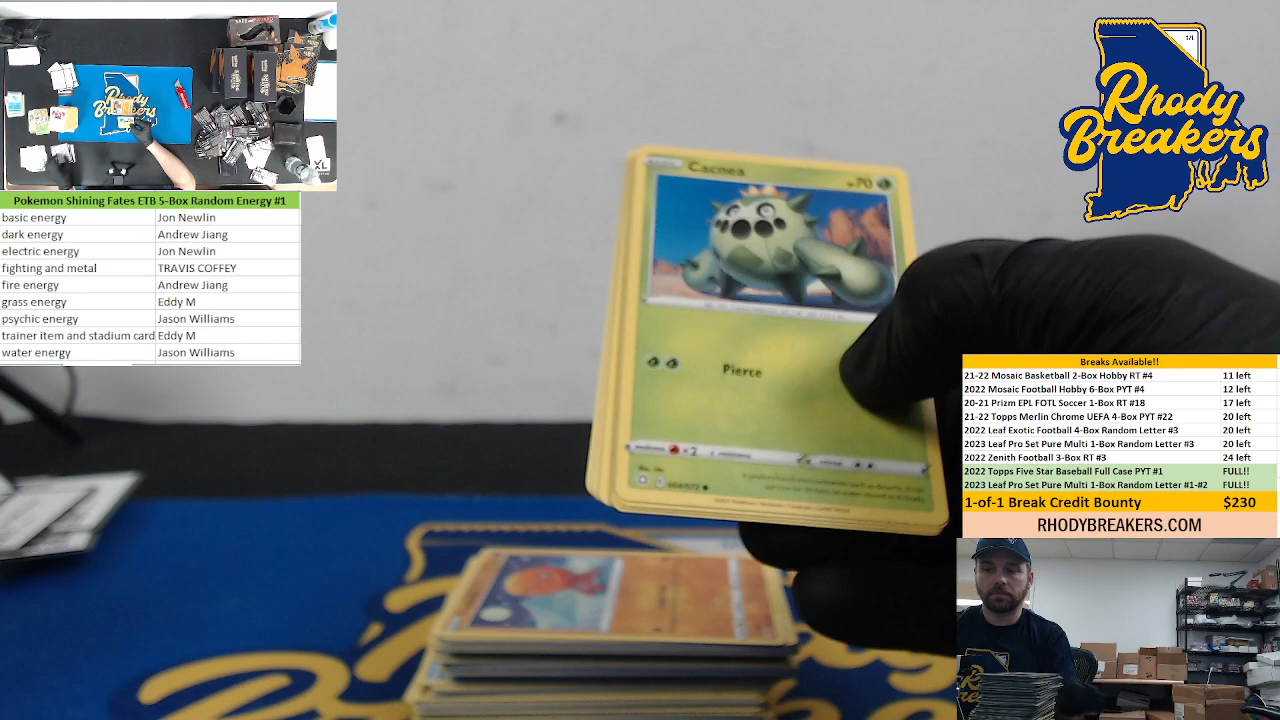 Rhody
Breakers
XL
Pokemon Shining Fates ETB 5-Box Random Energy #1
basic energy Jon Newlin
dark energy Andrew Jiang
electric energy Jon Newlin
fighting and metal TRAVIS COFFEY
fire energy Andrew Jiang
grass energy Eddy M
psychic energy Jason Williams
trainer item and stadium card Eddy M
water energy Jason Williams
Cacnea
70
Pierce
×2
004/072
1/1
Rhody
Breakers
Breaks Available!!
21-22 Mosaic Basketball 2-Box Hobby RT #4 11 left
2022 Mosaic Football Hobby 6-Box PYT #4 12 left
20-21 Prizm EPL FOTL Soccer 1-Box RT #18 17 left
21-22 Topps Merlin Chrome UEFA 4-Box PYT #22 20 left
2022 Leaf Exotic Football 4-Box Random Letter #3 20 left
2023 Leaf Pro Set Pure Multi 1-Box Random Letter #3 20 left
2022 Zenith Football 3-Box RT #3 24 left
2022 Topps Five Star Baseball Full Case PYT #1 FULL!!
2023 Leaf Pro Set Pure Multi 1-Box Random Letter #1-#2 FULL!!
1-of-1 Break Credit Bounty $230
RHODYBREAKERS.COM